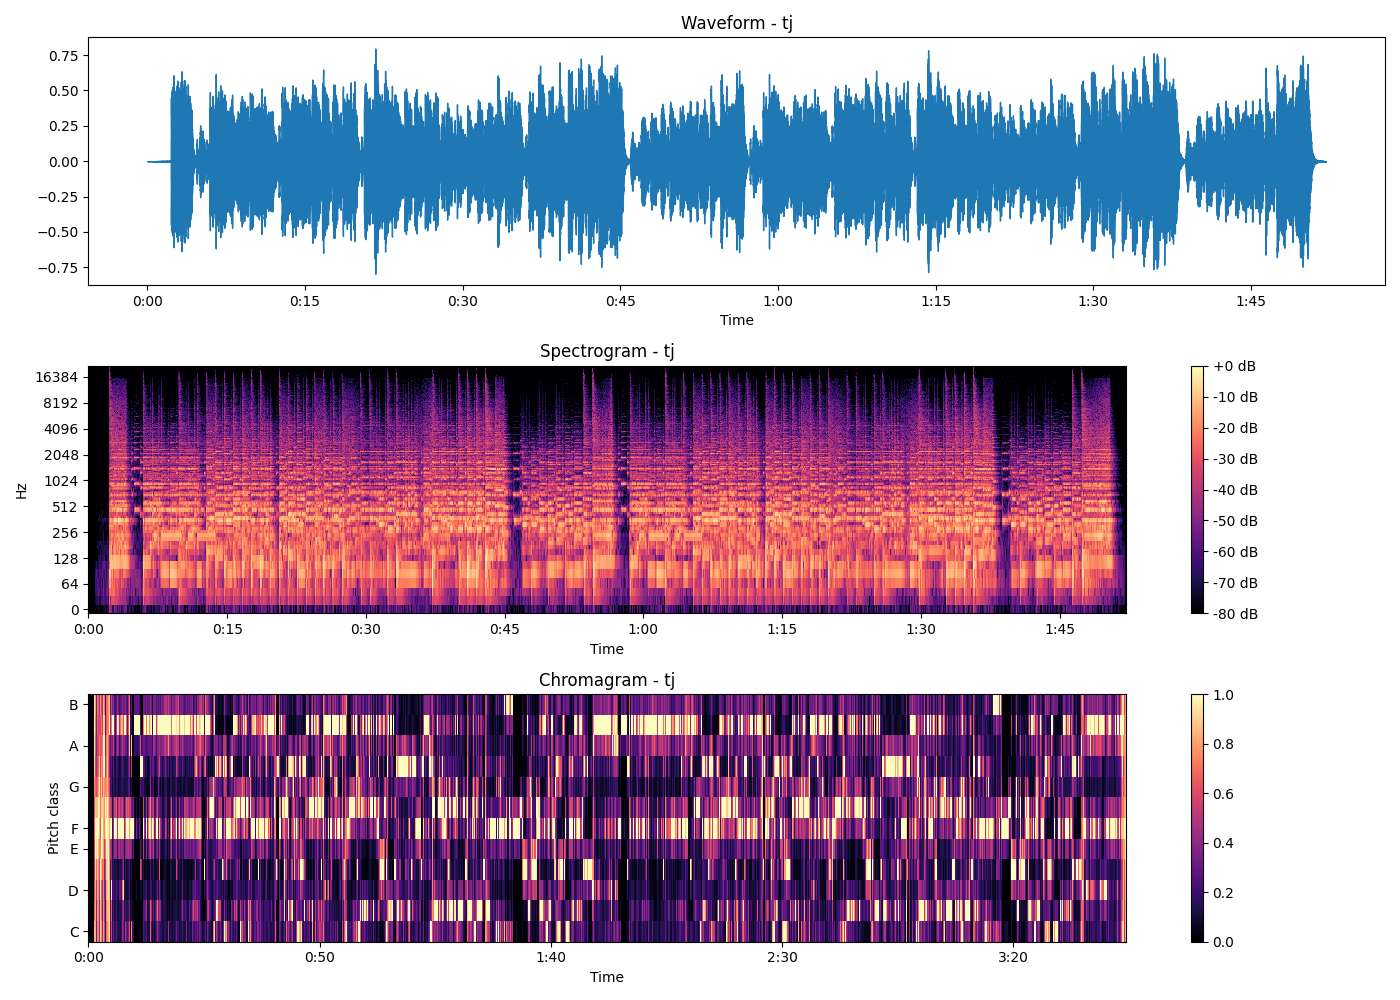 Waveform - tj
0.75
0.50
0.25
0.00
−0.25
−0.50
−0.75
0:00 0:15 0:30 0:45 1:00 1:15 1:30 1:45
Time
Spectrogram - tj
Hz
16384
8192
4096
2048
1024
512
256
128
64
0
0:00 0:15 0:30 0:45 1:00 1:15 1:30 1:45
Time
+0 dB
-10 dB
-20 dB
-30 dB
-40 dB
-50 dB
-60 dB
-70 dB
-80 dB
Chromagram - tj
Pitch class
B
A
G
F
E
D
C
0:00 0:50 1:40 2:30 3:20
Time
1.0
0.8
0.6
0.4
0.2
0.0